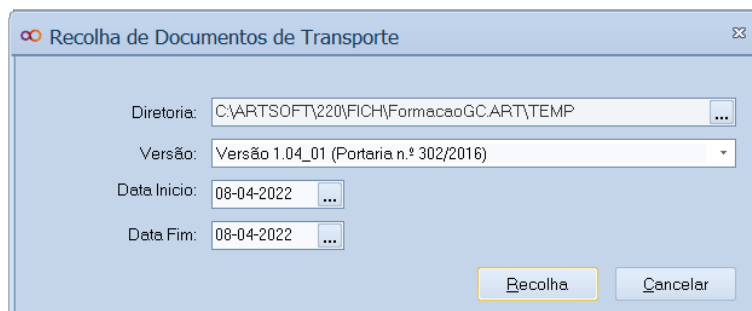 Recolha de Documentos de Transporte
Diretoria: C:\ARTSOFT\220\FICH\FormacaoGC.ART\TEMP ...
Versão: Versão 1.04_01 (Portaria n.º 302/2016)
Data Inicio: 08-04-2022 ...
Data Fim: 08-04-2022 ...
Recolha Cancelar